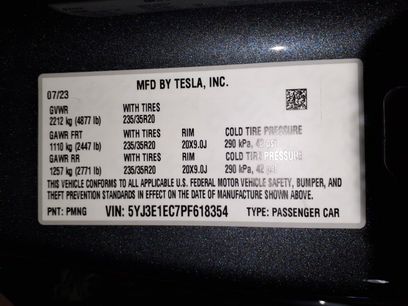 MFD BY TESLA, INC.
07/23
GVWR WITH TIRES
2212 kg (4877 lb) 235/35R20
GAWR FRT WITH TIRES RIM COLD TIRE PRESSURE
1110 kg (2447 lb) 235/35R20 20X9.0J 290 kPa, 42 psi
GAWR RR WITH TIRES RIM COLD TIRE PRESSURE
1257 kg (2771 lb) 235/35R20 20X9.0J 290 kPa, 42 psi
THIS VEHICLE CONFORMS TO ALL APPLICABLE U.S. FEDERAL MOTOR VEHICLE SAFETY, BUMPER, AND
THEFT PREVENTION STANDARDS IN EFFECT ON THE DATE OF MANUFACTURE SHOWN ABOVE.
PNT: PMNG VIN: 5YJ3E1EC7PF618354 TYPE: PASSENGER CAR